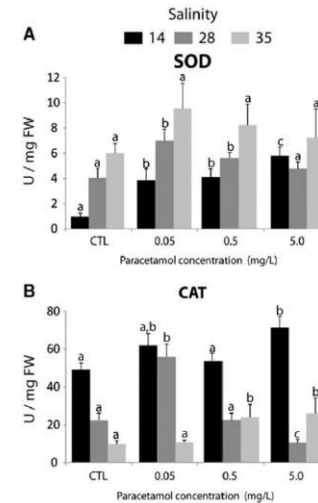 Salinity
A
14 28 35
SOD
U / mg FW
12
10
8
6
4
2
0
a
a
a
b
b
a
b
b
a
c
a
a
CTL
0.05
0.5
5.0
Paracetamol concentration (mg/L)
B
CAT
U / mg FW
80
60
40
20
0
a
a
a
a,b
b
a
a
a
b
b
c
b
CTL
0.05
0.5
5.0
Paracetamol concentration (mg/L)